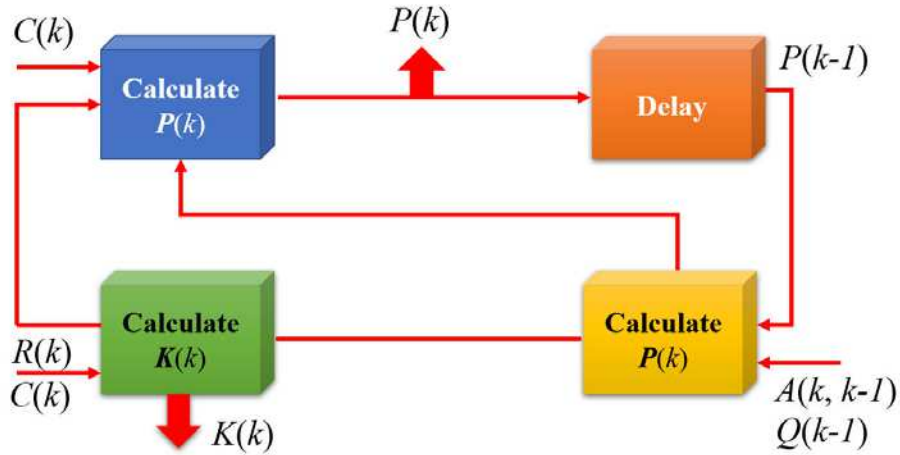 C(k)
P(k)
P(k-1)
Calculate
P(k)
Delay
Calculate
K(k)
Calculate
P(k)
R(k)
C(k)
K(k)
A(k, k-1)
Q(k-1)